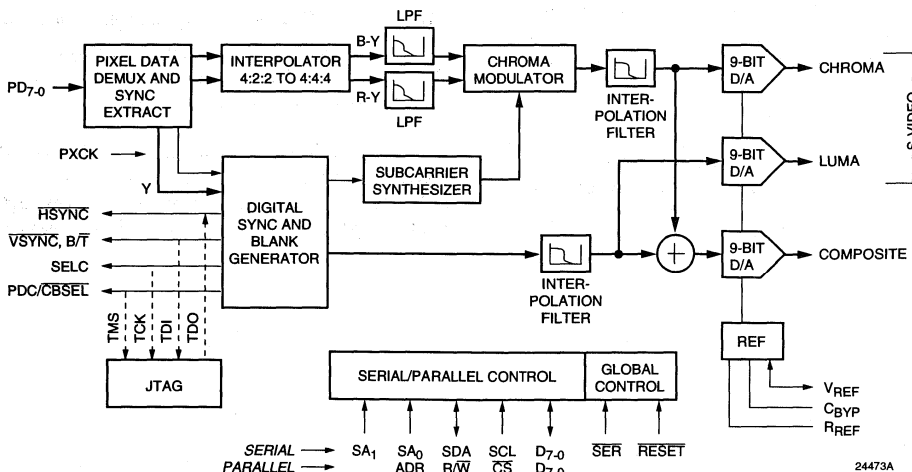 LPF
B-Y
PIXEL DATA
DEMUX AND
SYNC
EXTRACT
PD7-0
INTERPOLATOR
4:2:2 TO 4:4:4
R-Y
LPF
CHROMA
MODULATOR
INTER-
POLATION
FILTER
9-BIT
D/A
CHROMA
S-VIDEO
9-BIT
D/A
LUMA
PXCK
Y
SUBCARRIER
SYNTHESIZER
DIGITAL
SYNC AND
BLANK
GENERATOR
HSYNC
VSYNC, B/T
SELC
PDC/CBSEL
INTER-
POLATION
FILTER
+
9-BIT
D/A
COMPOSITE
TMS
TCK
TDI
TDO
JTAG
REF
VREF
CBYP
RREF
SERIAL/PARALLEL CONTROL
GLOBAL
CONTROL
SERIAL SA1 SA0 SDA SCL D7-0 SER RESET
PARALLEL ADR R/W CS D7-0
24473A